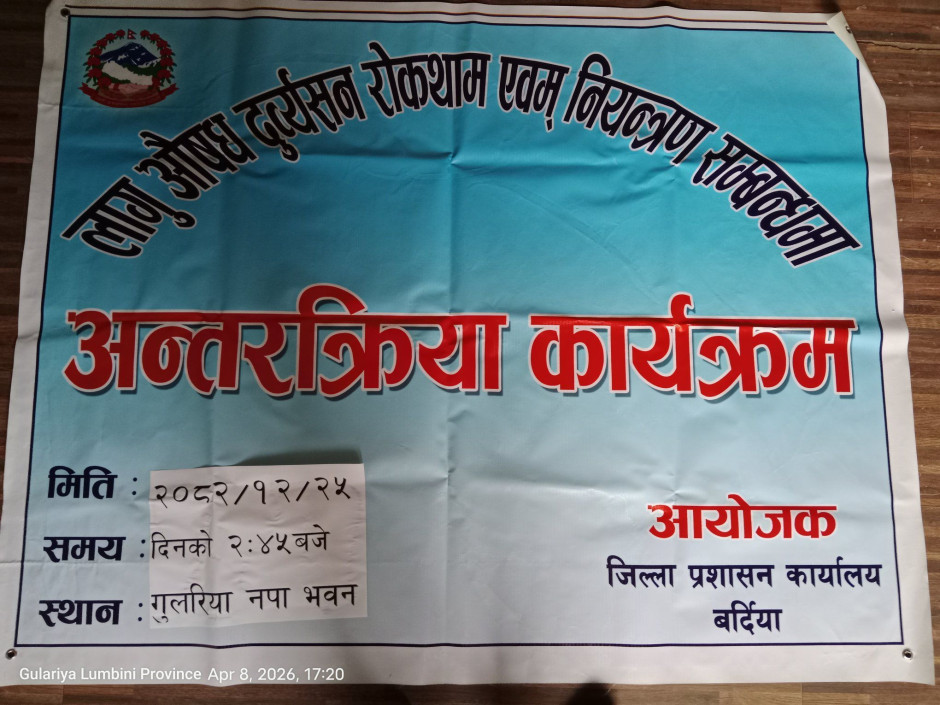 लागु औषध दुर्व्यसन रोकथाम एवम् नियन्त्रण सम्बन्धमा
अन्तरक्रिया कार्यक्रम
मिति : २०८२/१२/२५
समय : दिनको २:४५ बजे
स्थान : गुलरिया नपा भवन
आयोजक
जिल्ला प्रशासन कार्यालय
बर्दिया
Gulariya Lumbini Province Apr 8, 2026, 17:20